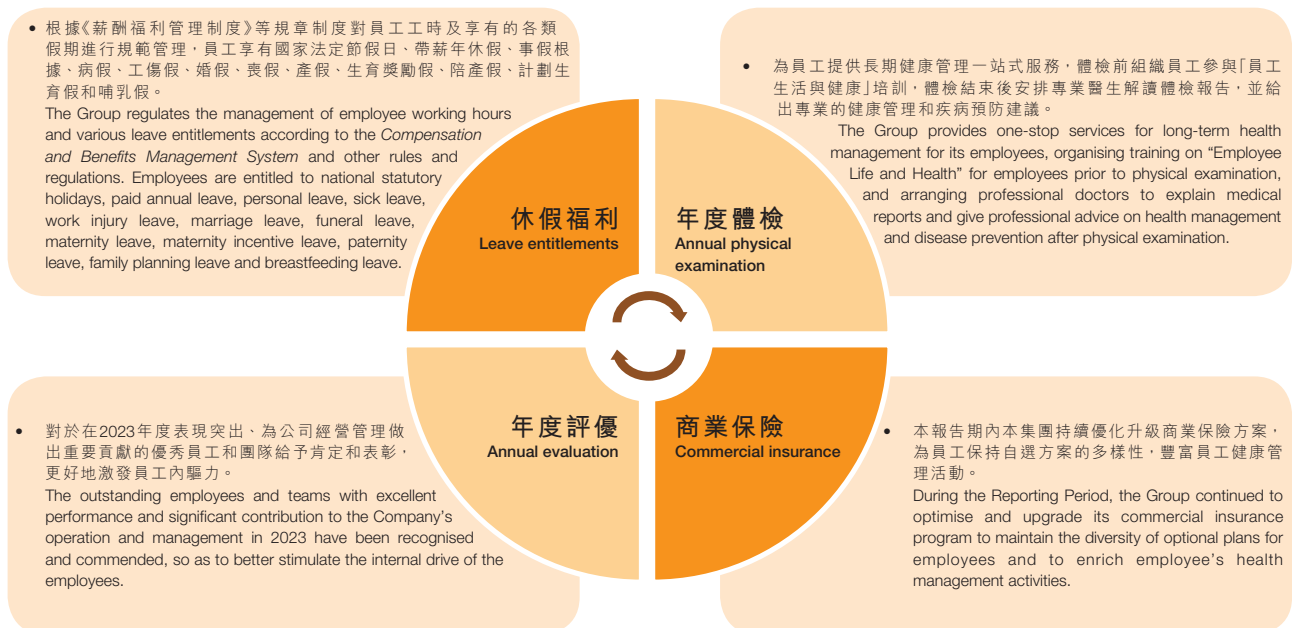 • 根據《薪酬福利管理制度》等規章制度對員工工時及享有的各類
假期進行規範管理，員工享有國家法定節假日、帶薪年休假、事假根
據、病假、工傷假、婚假、喪假、產假、生育獎勵假、陪產假、計劃生
育假和哺乳假。
The Group regulates the management of employee working hours
and various leave entitlements according to the Compensation
and Benefits Management System and other rules and
regulations. Employees are entitled to national statutory
holidays, paid annual leave, personal leave, sick leave,
work injury leave, marriage leave, funeral leave,
maternity leave, maternity incentive leave, paternity
leave, family planning leave and breastfeeding leave.
休假福利
Leave entitlements
• 為員工提供長期健康管理一站式服務，體檢前組織員工參與「員工
生活與健康」培訓，體檢結束後安排專業醫生解讀體檢報告，並給
出專業的健康管理和疾病預防建議。
The Group provides one-stop services for long-term health
management for its employees, organising training on “Employee
Life and Health” for employees prior to physical examination,
and arranging professional doctors to explain medical
reports and give professional advice on health management
and disease prevention after physical examination.
年度體檢
Annual physical
examination
• 對於在2023年度表現突出、為公司經營管理做
出重要貢獻的優秀員工和團隊給予肯定和表彰，
更好地激發員工內驅力。
The outstanding employees and teams with excellent
performance and significant contribution to the Company’s
operation and management in 2023 have been recognised
and commended, so as to better stimulate the internal drive of the
employees.
年度評優
Annual evaluation
商業保險
Commercial insurance
• 本報告期內本集團持續優化升級商業保險方案，
為員工保持自選方案的多樣性，豐富員工健康管
理活動。
During the Reporting Period, the Group continued to
optimise and upgrade its commercial insurance
program to maintain the diversity of optional plans for
employees and to enrich employee’s health
management activities.